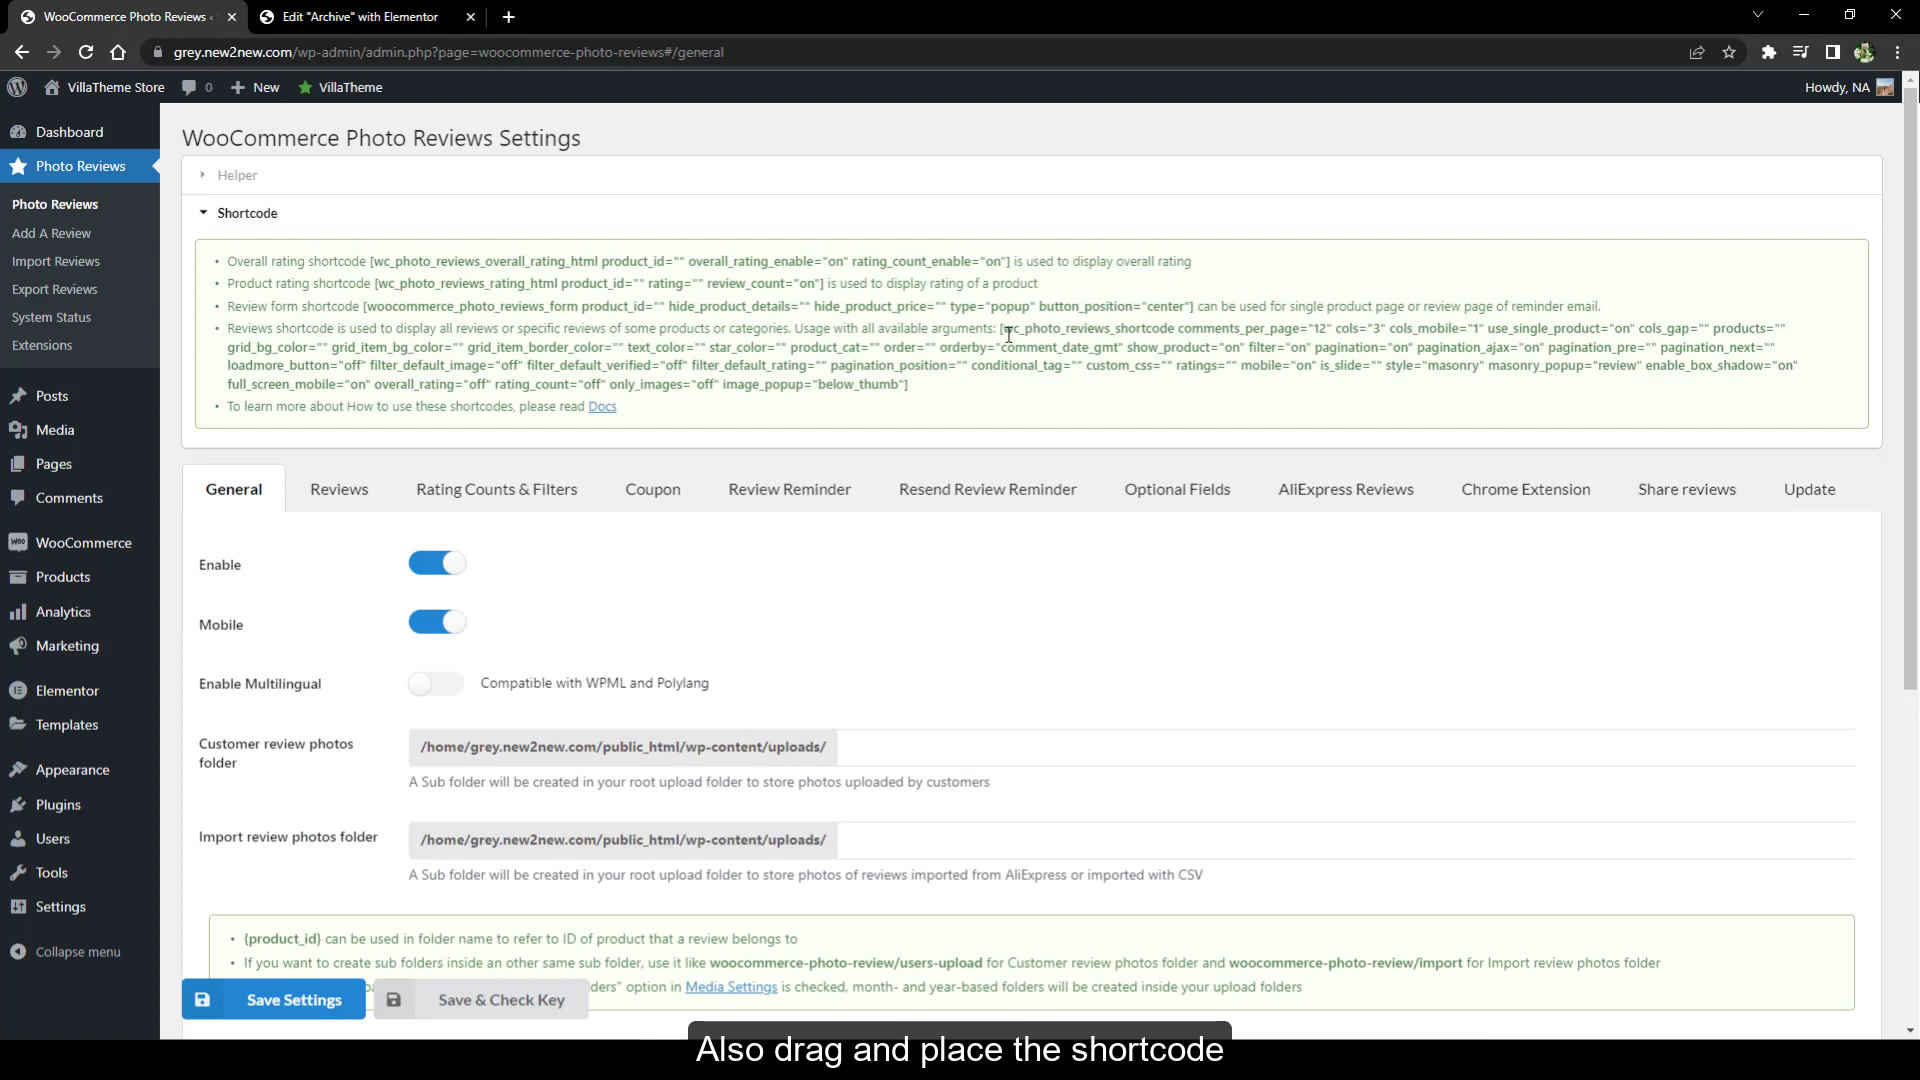 WooCommerce Photo Reviews ‹
Edit "Archive" with Elementor
grey.new2new.com/wp-admin/admin.php?page=woocommerce-photo-reviews#/general
VillaTheme Store
0
New
VillaTheme
Howdy, NA
Dashboard
Photo Reviews
Photo Reviews
Add A Review
Import Reviews
Export Reviews
System Status
Extensions
Posts
Media
Pages
Comments
WooCommerce
Products
Analytics
Marketing
Elementor
Templates
Appearance
Plugins
Users
Tools
Settings
Collapse menu
WooCommerce Photo Reviews Settings
Helper
Shortcode
• Overall rating shortcode [wc_photo_reviews_overall_rating_html product_id="" overall_rating_enable="on" rating_count_enable="on"] is used to display overall rating
• Product rating shortcode [wc_photo_reviews_rating_html product_id="" rating="" review_count="on"] is used to display rating of a product
• Review form shortcode [woocommerce_photo_reviews_form product_id="" hide_product_details="" hide_product_price="" type="popup" button_position="center"] can be used for single product page or review page of reminder email.
• Reviews shortcode is used to display all reviews or specific reviews of some products or categories. Usage with all available arguments: [wc_photo_reviews_shortcode comments_per_page="12" cols="3" cols_mobile="1" use_single_product="on" cols_gap="" products=""
grid_bg_color="" grid_item_bg_color="" grid_item_border_color="" text_color="" star_color="" product_cat="" order="" orderby="comment_date_gmt" show_product="on" filter="on" pagination="on" pagination_ajax="on" pagination_pre="" pagination_next=""
loadmore_button="off" filter_default_image="off" filter_default_verified="off" filter_default_rating="" pagination_position="" conditional_tag="" custom_css="" ratings="" mobile="on" is_slide="" style="masonry" masonry_popup="review" enable_box_shadow="on"
full_screen_mobile="on" overall_rating="off" rating_count="off" only_images="off" image_popup="below_thumb"]
• To learn more about How to use these shortcodes, please read Docs
General
Reviews
Rating Counts & Filters
Coupon
Review Reminder
Resend Review Reminder
Optional Fields
AliExpress Reviews
Chrome Extension
Share reviews
Update
Enable
Mobile
Enable Multilingual
Compatible with WPML and Polylang
Customer review photos
folder
/home/grey.new2new.com/public_html/wp-content/uploads/
A Sub folder will be created in your root upload folder to store photos uploaded by customers
Import review photos folder
/home/grey.new2new.com/public_html/wp-content/uploads/
A Sub folder will be created in your root upload folder to store photos of reviews imported from AliExpress or imported with CSV
• {product_id} can be used in folder name to refer to ID of product that a review belongs to
• If you want to create sub folders inside an other same sub folder, use it like woocommerce-photo-review/users-upload for Customer review photos folder and woocommerce-photo-review/import for Import review photos folder
ders" option in Media Settings is checked, month- and year-based folders will be created inside your upload folders
Save Settings
Save & Check Key
Also drag and place the shortcode